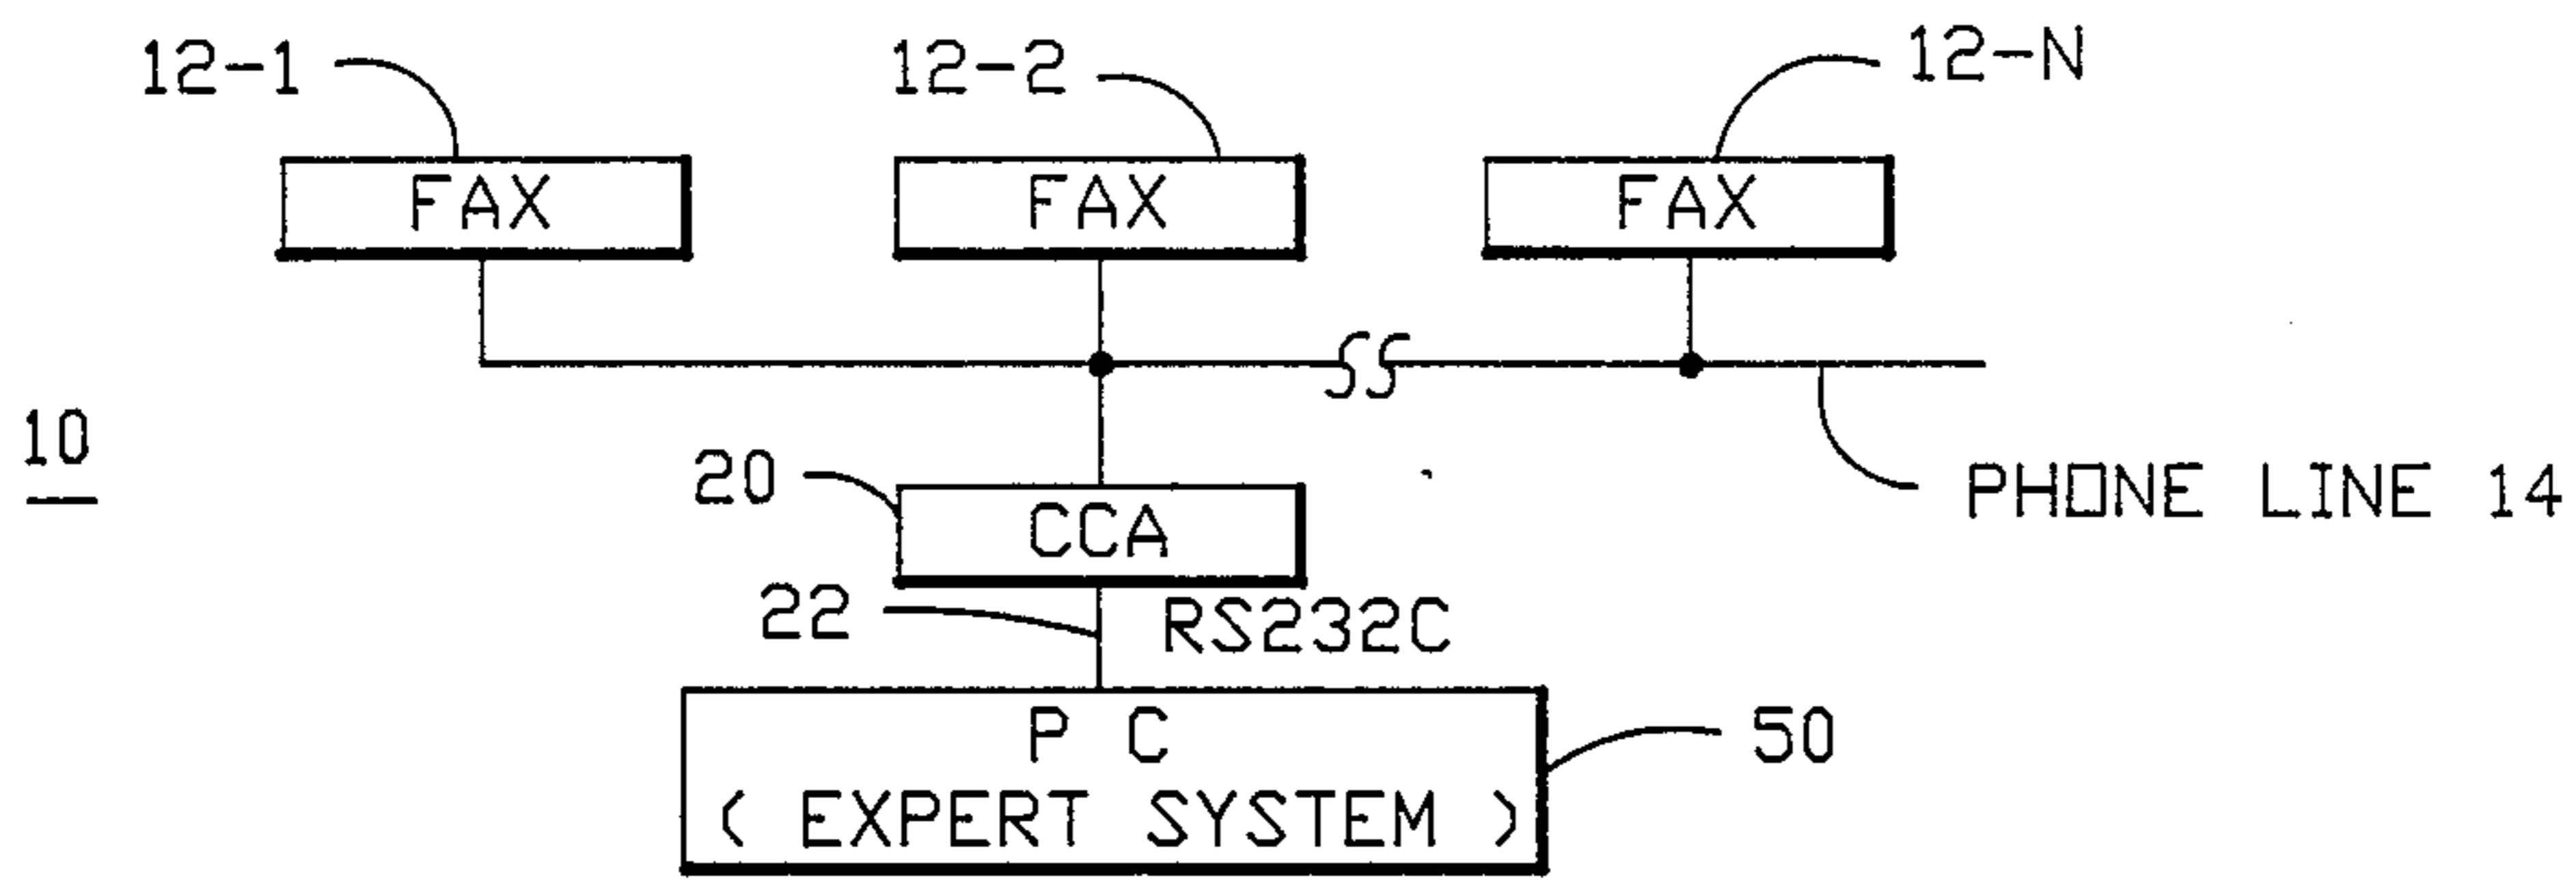 12-1
12-2
12-N
FAX
FAX
FAX
10
20
CCA
PHONE LINE 14
22
RS232C
P C
50
( EXPERT SYSTEM )